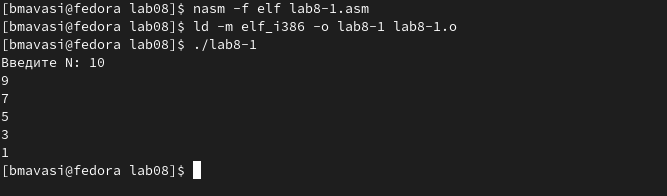 [bmavasi@fedora lab08]$ nasm -f elf lab8-1.asm
[bmavasi@fedora lab08]$ ld -m elf_i386 -o lab8-1 lab8-1.o
[bmavasi@fedora lab08]$ ./lab8-1
Введите N: 10
9
7
5
3
1
[bmavasi@fedora lab08]$